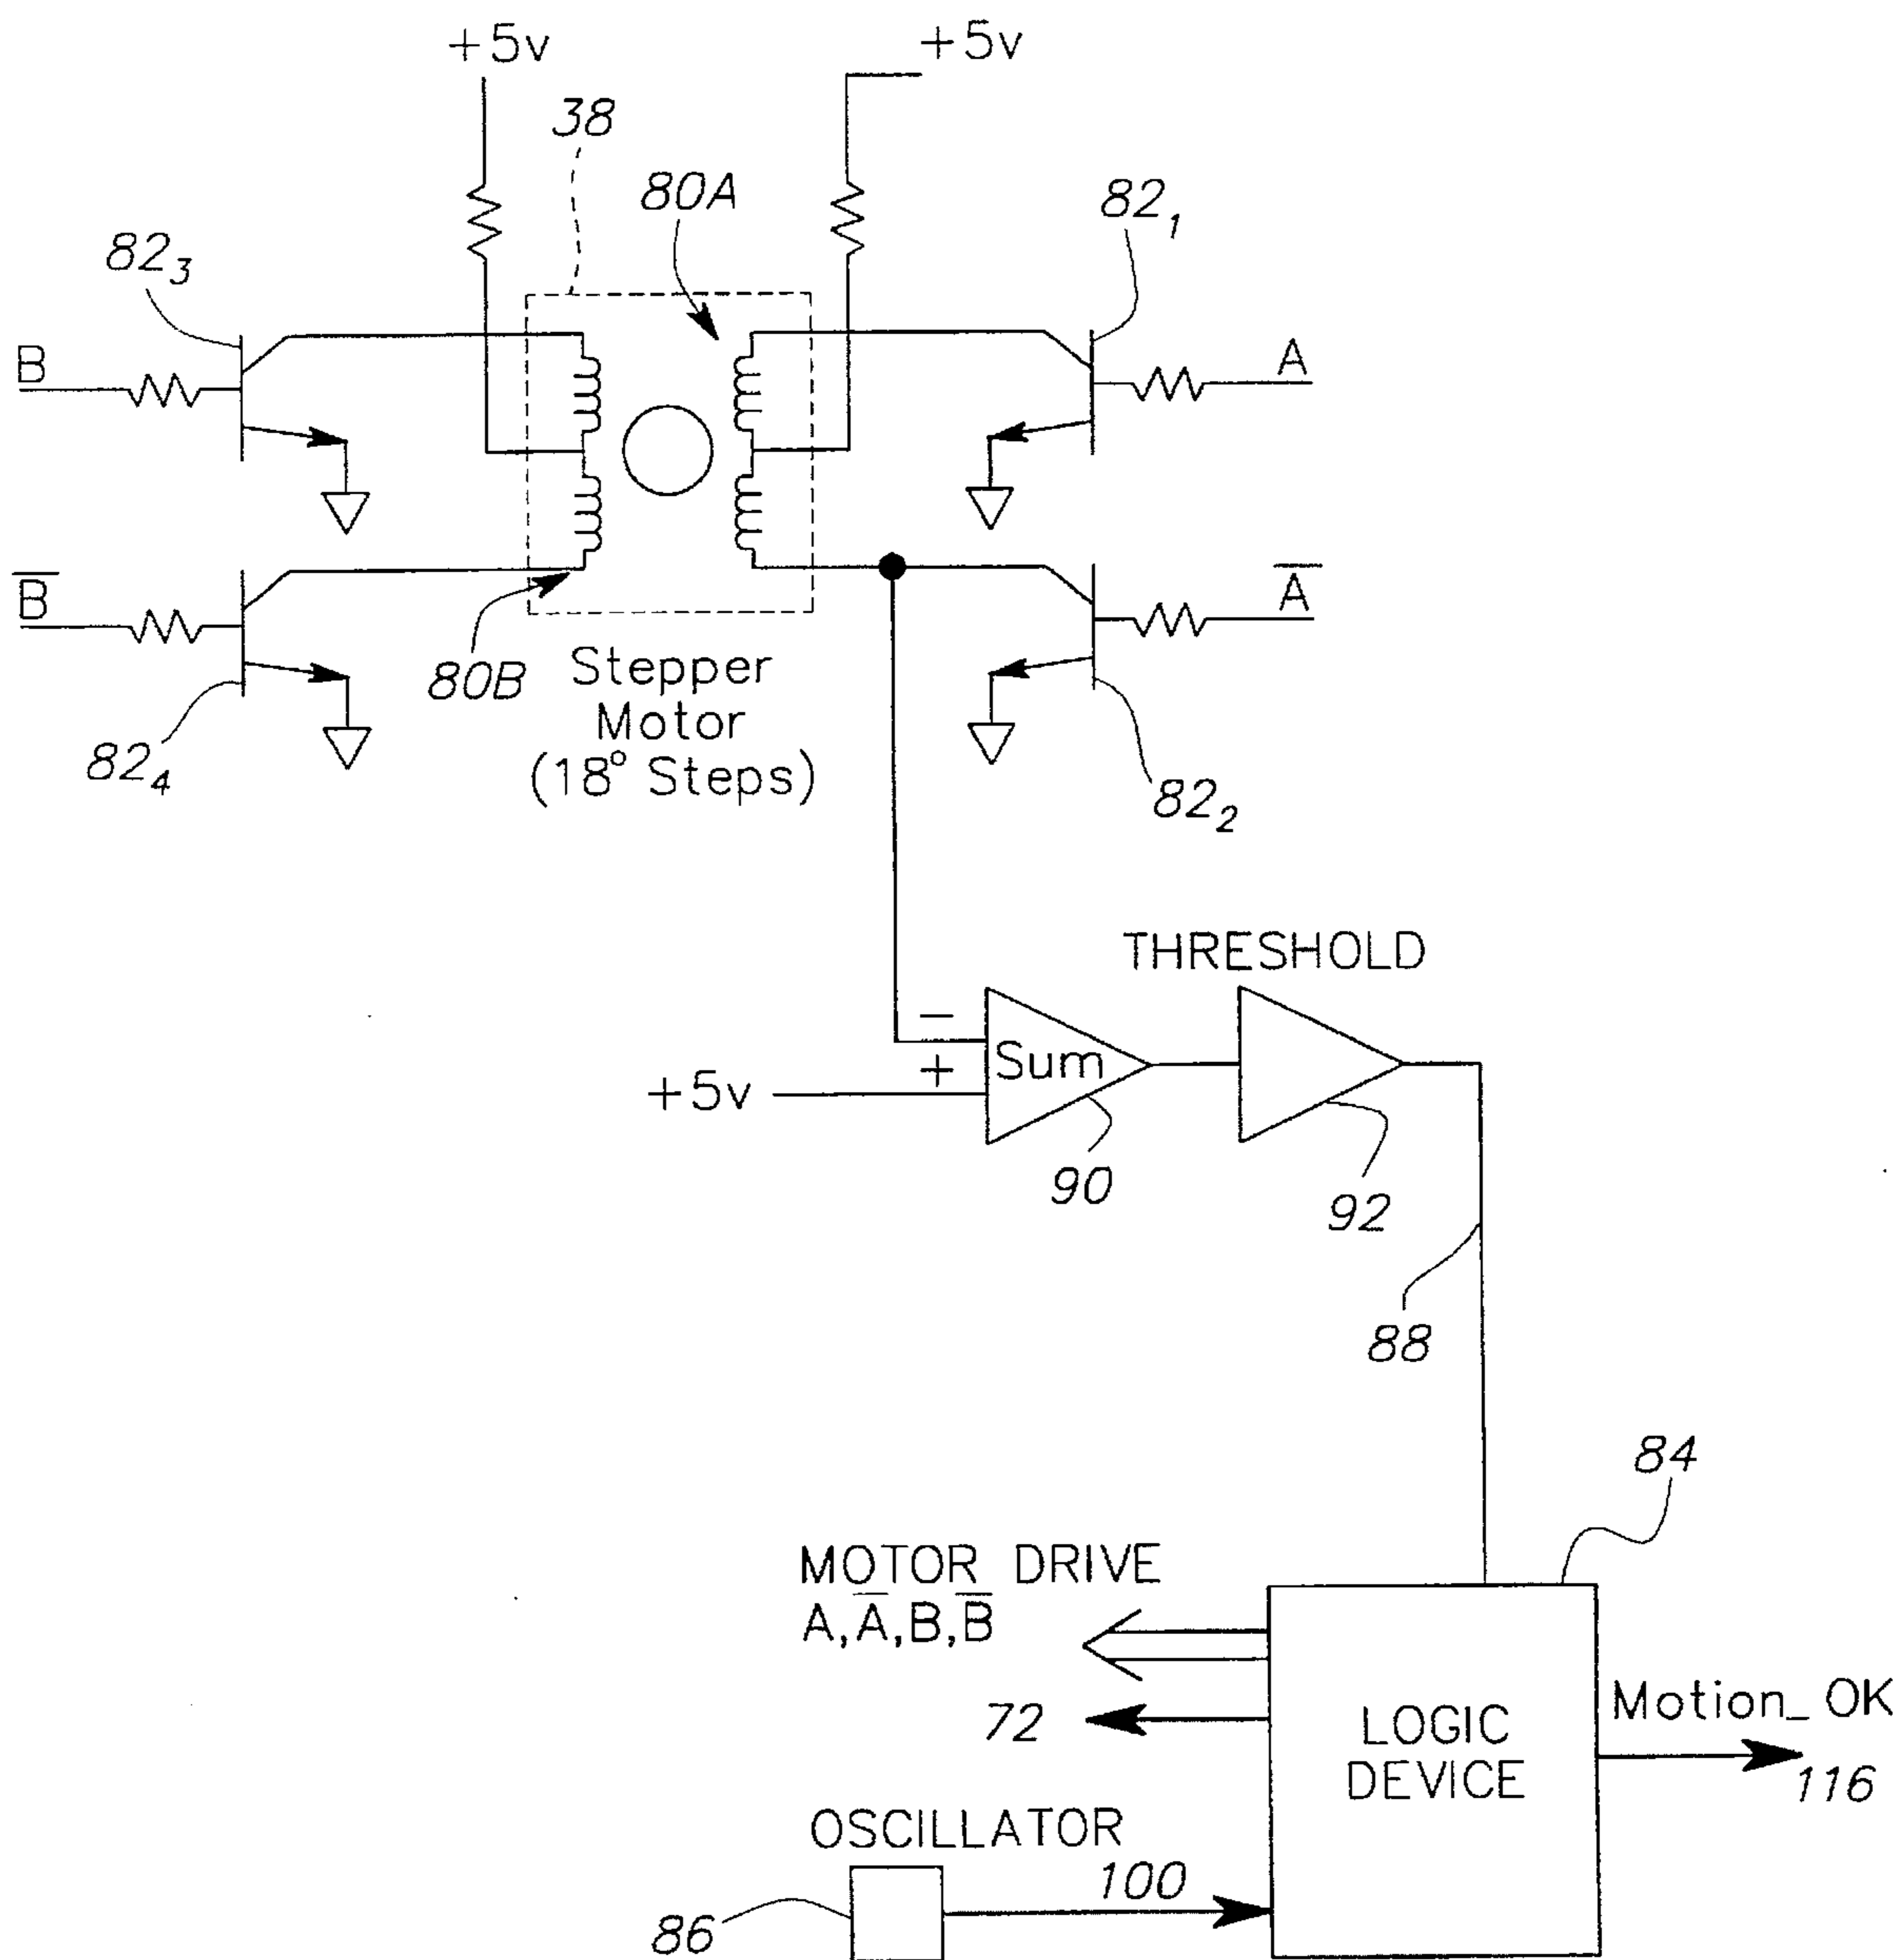 +5v
+5v
38
80A
82₁
82₃
B
A
B̅
A̅
80B
Stepper
Motor
(18° Steps)
82₄
82₂
THRESHOLD
−
+
Sum
+5v
90
92
88
84
MOTOR DRIVE
A, A̅, B, B̅
72
LOGIC
DEVICE
Motion_OK
116
OSCILLATOR
100
86